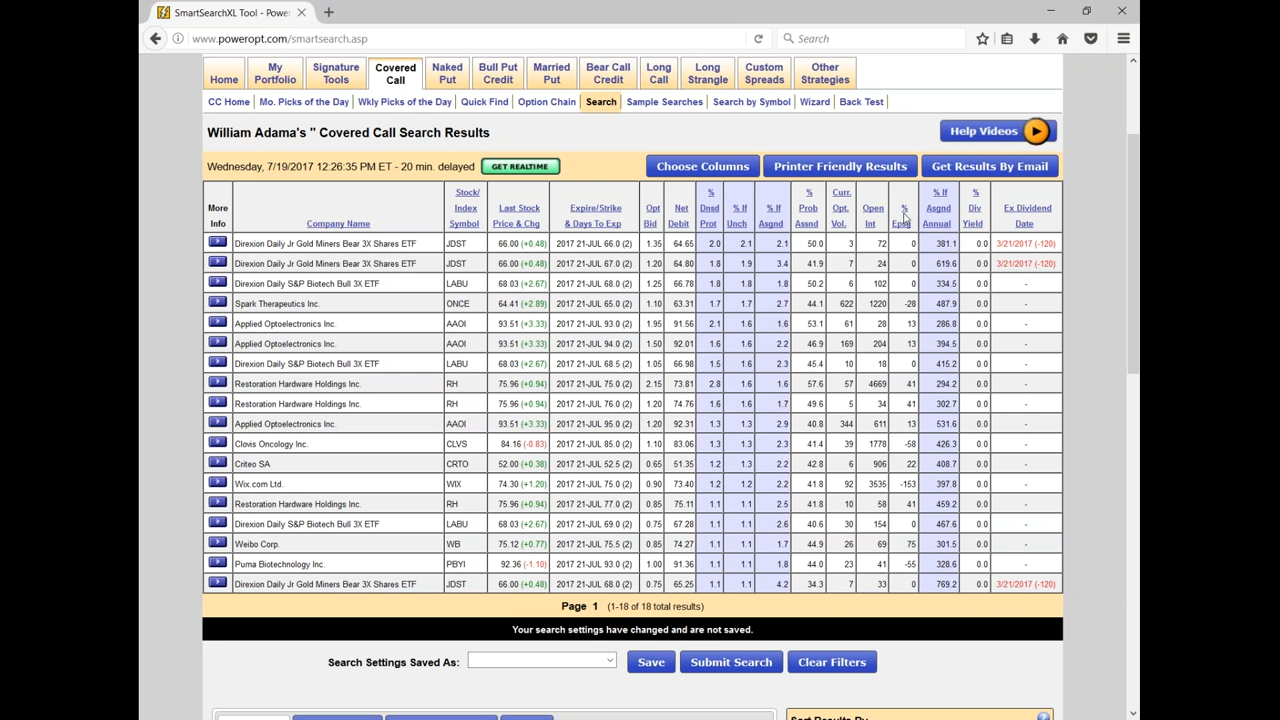 SmartSearchXL Tool - Power
www.poweropt.com/smartsearch.asp
Search
Home
My Portfolio
Signature Tools
Covered Call
Naked Put
Bull Put Credit
Married Put
Bear Call Credit
Long Call
Long Strangle
Custom Spreads
Other Strategies
CC Home Mo. Picks of the Day Wkly Picks of the Day Quick Find Option Chain Search Sample Searches Search by Symbol Wizard Back Test
William Adama's " Covered Call Search Results
Help Videos
Wednesday, 7/19/2017 12:26:35 PM ET - 20 min. delayed GET REALTIME Choose Columns Printer Friendly Results Get Results By Email
More Info Company Name Stock/ Index Symbol Last Stock Price & Chg Expire/Strike & Days To Exp Opt Bid Net Debit % Dnsd Prot % If Unch % If Asgnd % Prob Assnd Curr. Opt. Vol. Open Int % Epsg % If Asgnd Annual % Div Yield Ex Dividend Date
Direxion Daily Jr Gold Miners Bear 3X Shares ETF JDST 66.00 (+0.48) 2017 21-JUL 66.0 (2) 1.35 64.65 2.0 2.1 2.1 50.0 3 72 0 381.1 3/21/2017 (-120)
Direxion Daily Jr Gold Miners Bear 3X Shares ETF JDST 66.00 (+0.48) 2017 21-JUL 67.0 (2) 1.20 64.80 1.8 1.9 3.4 41.9 7 24 0 619.6 0.0 3/21/2017 (-120)
Direxion Daily S&P Biotech Bull 3X ETF LABU 68.03 (+2.67) 2017 21-JUL 68.0 (2) 1.25 66.78 1.8 1.8 1.8 50.2 6 102 0 334.5 0.0 -
Spark Therapeutics Inc. ONCE 64.41 (+2.89) 2017 21-JUL 65.0 (2) 1.10 63.31 1.7 1.7 2.7 44.1 622 1220 -28 487.9 0.0 -
Applied Optoelectronics Inc. AAOI 93.51 (+3.33) 2017 21-JUL 93.0 (2) 1.95 91.56 2.1 1.6 1.6 53.1 61 28 13 286.8 0.0 -
Applied Optoelectronics Inc. AAOI 93.51 (+3.33) 2017 21-JUL 94.0 (2) 1.50 92.01 1.6 1.6 2.2 46.9 169 204 13 394.5 0.0 -
Direxion Daily S&P Biotech Bull 3X ETF LABU 68.03 (+2.67) 2017 21-JUL 68.5 (2) 1.05 66.98 1.5 1.6 2.3 45.4 10 18 0 415.2 0.0 -
Restoration Hardware Holdings Inc. RH 75.96 (+0.94) 2017 21-JUL 75.0 (2) 2.15 73.81 2.8 1.6 1.6 57.6 57 4669 41 294.2 0.0 -
Restoration Hardware Holdings Inc. RH 75.96 (+0.94) 2017 21-JUL 76.0 (2) 1.20 74.76 1.6 1.6 1.7 49.6 5 34 41 302.7 0.0 -
Applied Optoelectronics Inc. AAOI 93.51 (+3.33) 2017 21-JUL 95.0 (2) 1.20 92.31 1.3 1.3 2.9 40.8 344 611 13 531.6 0.0 -
Clovis Oncology Inc. CLVS 84.16 (-0.83) 2017 21-JUL 85.0 (2) 1.10 83.06 1.3 1.3 2.3 41.4 39 1778 -58 426.3 0.0 -
Criteo SA CRTO 52.00 (+0.38) 2017 21-JUL 52.5 (2) 0.65 51.35 1.2 1.3 2.2 42.8 6 906 22 408.7 0.0 -
Wix.com Ltd. WIX 74.30 (+1.20) 2017 21-JUL 75.0 (2) 0.90 73.40 1.2 1.2 2.2 41.8 92 3535 -153 397.8 0.0 -
Restoration Hardware Holdings Inc. RH 75.96 (+0.94) 2017 21-JUL 77.0 (2) 0.85 75.11 1.1 1.1 2.5 41.8 10 58 41 459.2 0.0 -
Direxion Daily S&P Biotech Bull 3X ETF LABU 68.03 (+2.67) 2017 21-JUL 69.0 (2) 0.75 67.28 1.1 1.1 2.6 40.6 30 154 0 467.6 0.0 -
Weibo Corp. WB 75.12 (+0.77) 2017 21-JUL 75.5 (2) 0.85 74.27 1.1 1.1 1.7 44.9 26 69 75 301.5 0.0 -
Puma Biotechnology Inc. PBYI 92.36 (-1.10) 2017 21-JUL 93.0 (2) 1.00 91.36 1.1 1.1 1.8 44.0 23 41 -55 328.6 0.0 -
Direxion Daily Jr Gold Miners Bear 3X Shares ETF JDST 66.00 (+0.48) 2017 21-JUL 68.0 (2) 0.75 65.25 1.1 1.1 4.2 34.3 7 33 0 769.2 0.0 3/21/2017 (-120)
Page 1 (1-18 of 18 total results)
Your search settings have changed and are not saved.
Search Settings Saved As: Save Submit Search Clear Filters
Sort Results By